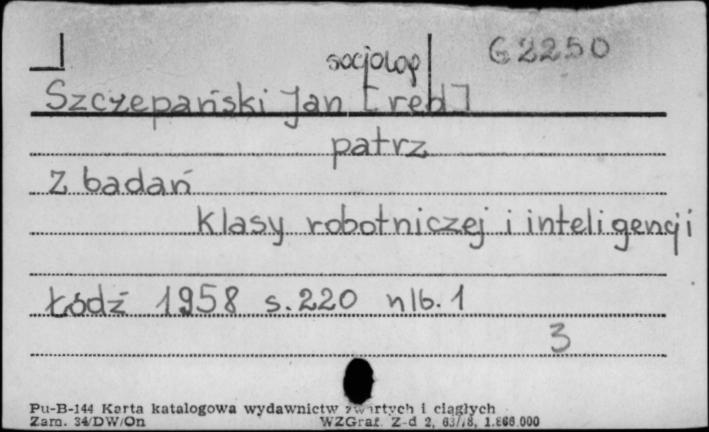 socjolog G 2250
Szczepański Jan [red]
patrz
Z badań
klasy robotniczej i inteligencji
Łódź 1958 s. 220 nlb. 1
3
Pu-B-144 Karta katalogowa wydawnictw zwartych i ciągłych
Zam. 34/DW/On WZGraf. Z-d 2, 63/78, 1.866.000